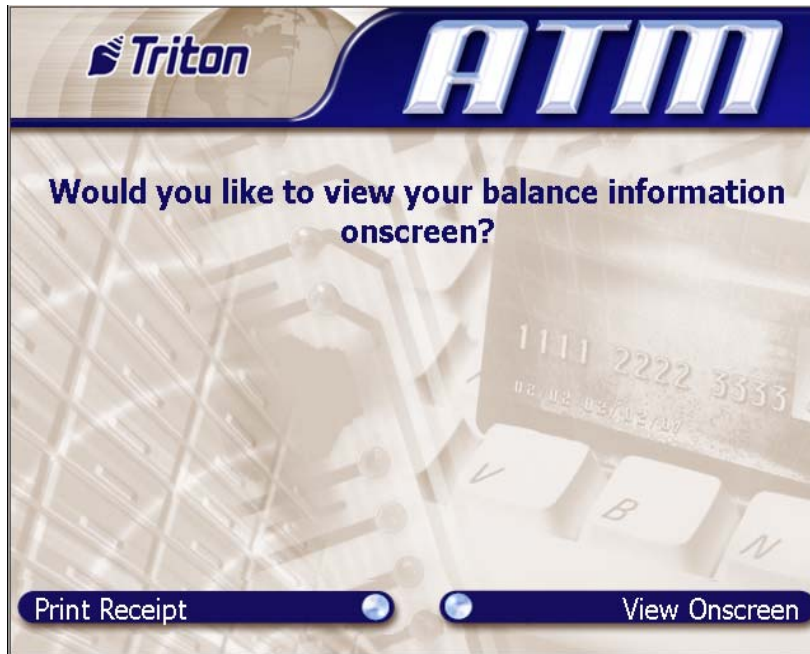 Triton
ATM
Would you like to view your balance information
onscreen?
1111 2222 3333
V
B
N
Print Receipt
View Onscreen